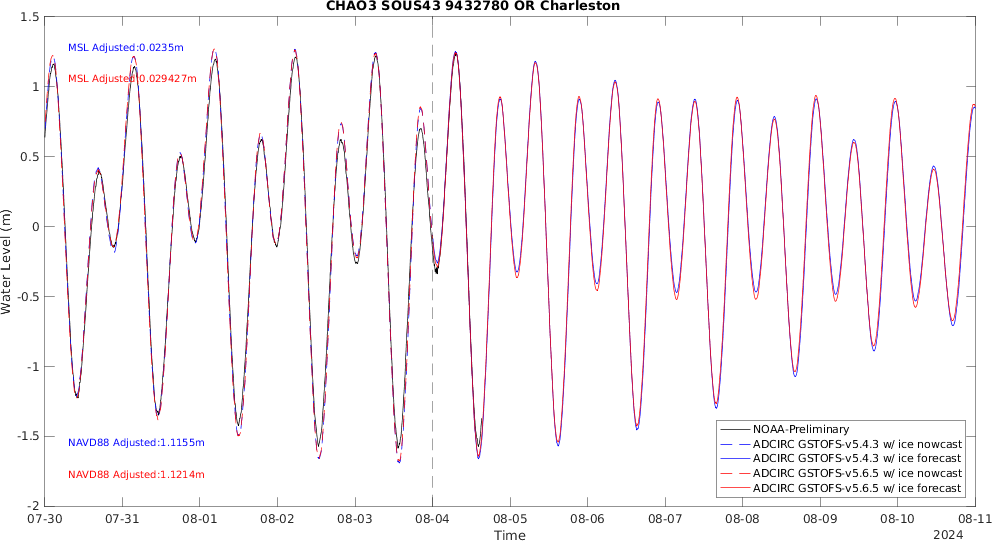 CHAO3 SOUS43 9432780 OR Charleston
1.5
1
0.5
0
-0.5
-1
-1.5
-2
Water Level (m)
MSL Adjusted:0.0235m
MSL Adjusted:0.029427m
NAVD88 Adjusted:1.1155m
NAVD88 Adjusted:1.1214m
NOAA-Preliminary
ADCIRC GSTOFS-v5.4.3 w/ ice nowcast
ADCIRC GSTOFS-v5.4.3 w/ ice forecast
ADCIRC GSTOFS-v5.6.5 w/ ice nowcast
ADCIRC GSTOFS-v5.6.5 w/ ice forecast
07-30 07-31 08-01 08-02 08-03 08-04 08-05 08-06 08-07 08-08 08-09 08-10 08-11
Time
2024